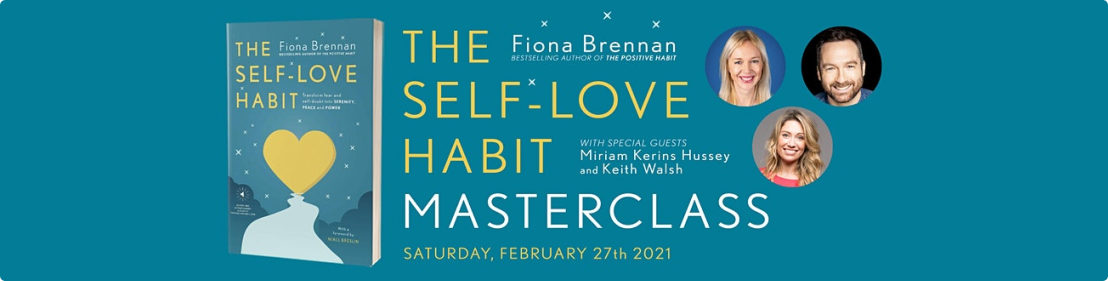 THE
Fiona Brennan
BESTSELLING AUTHOR OF THE POSITIVE HABIT
SELF-LOVE
HABIT
Transform fear and
self-doubt into SERENITY,
PEACE and POWER
With a
foreword by
NIALL BRESLIN
THE
Fiona Brennan
BESTSELLING AUTHOR OF THE POSITIVE HABIT
SELF-LOVE
HABIT
WITH SPECIAL GUESTS
Miriam Kerins Hussey
and Keith Walsh
MASTERCLASS
SATURDAY, FEBRUARY 27th 2021